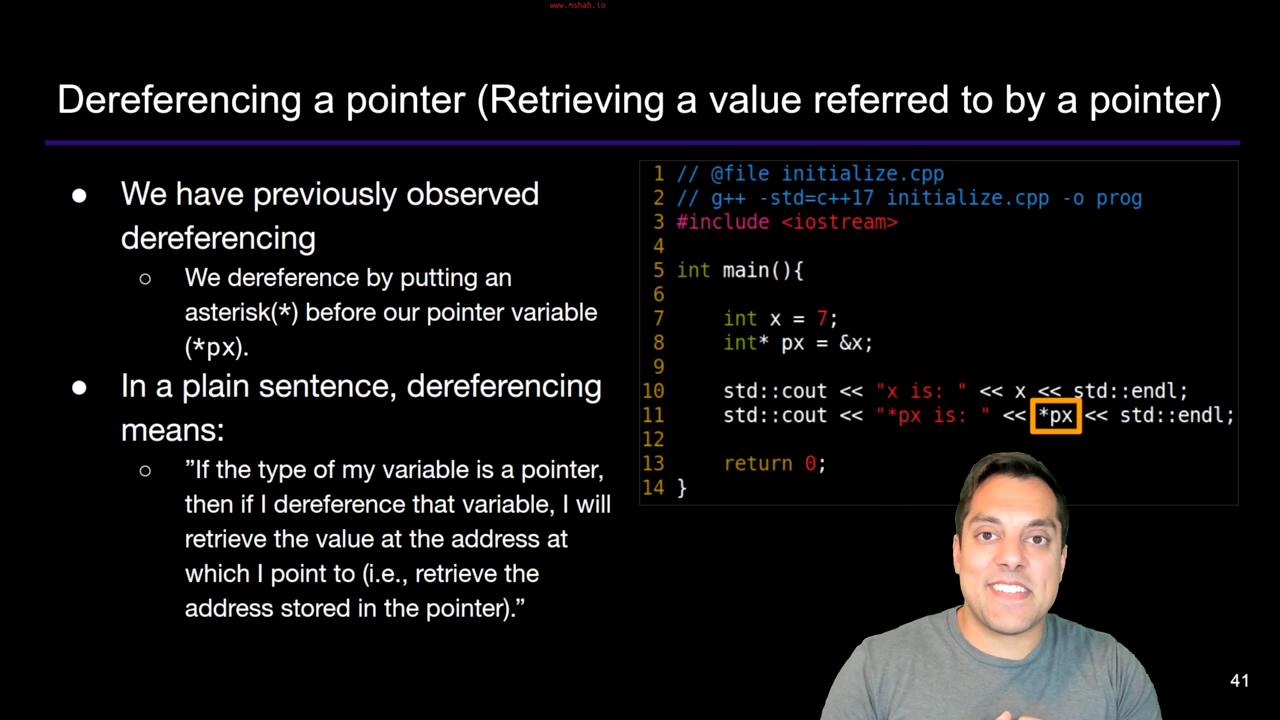 www.mshah.io
Dereferencing a pointer (Retrieving a value referred to by a pointer)
● We have previously observed
dereferencing
○ We dereference by putting an
asterisk(*) before our pointer variable
(*px).
● In a plain sentence, dereferencing
means:
○ ”If the type of my variable is a pointer,
then if I dereference that variable, I will
retrieve the value at the address at
which I point to (i.e., retrieve the
address stored in the pointer).”
1 // @file initialize.cpp
2 // g++ -std=c++17 initialize.cpp -o prog
3 #include <iostream>
4
5 int main(){
6
7     int x = 7;
8     int* px = &x;
9
10     std::cout << "x is: " << x << std::endl;
11     std::cout << "*px is: " << *px << std::endl;
12
13     return 0;
14 }
41